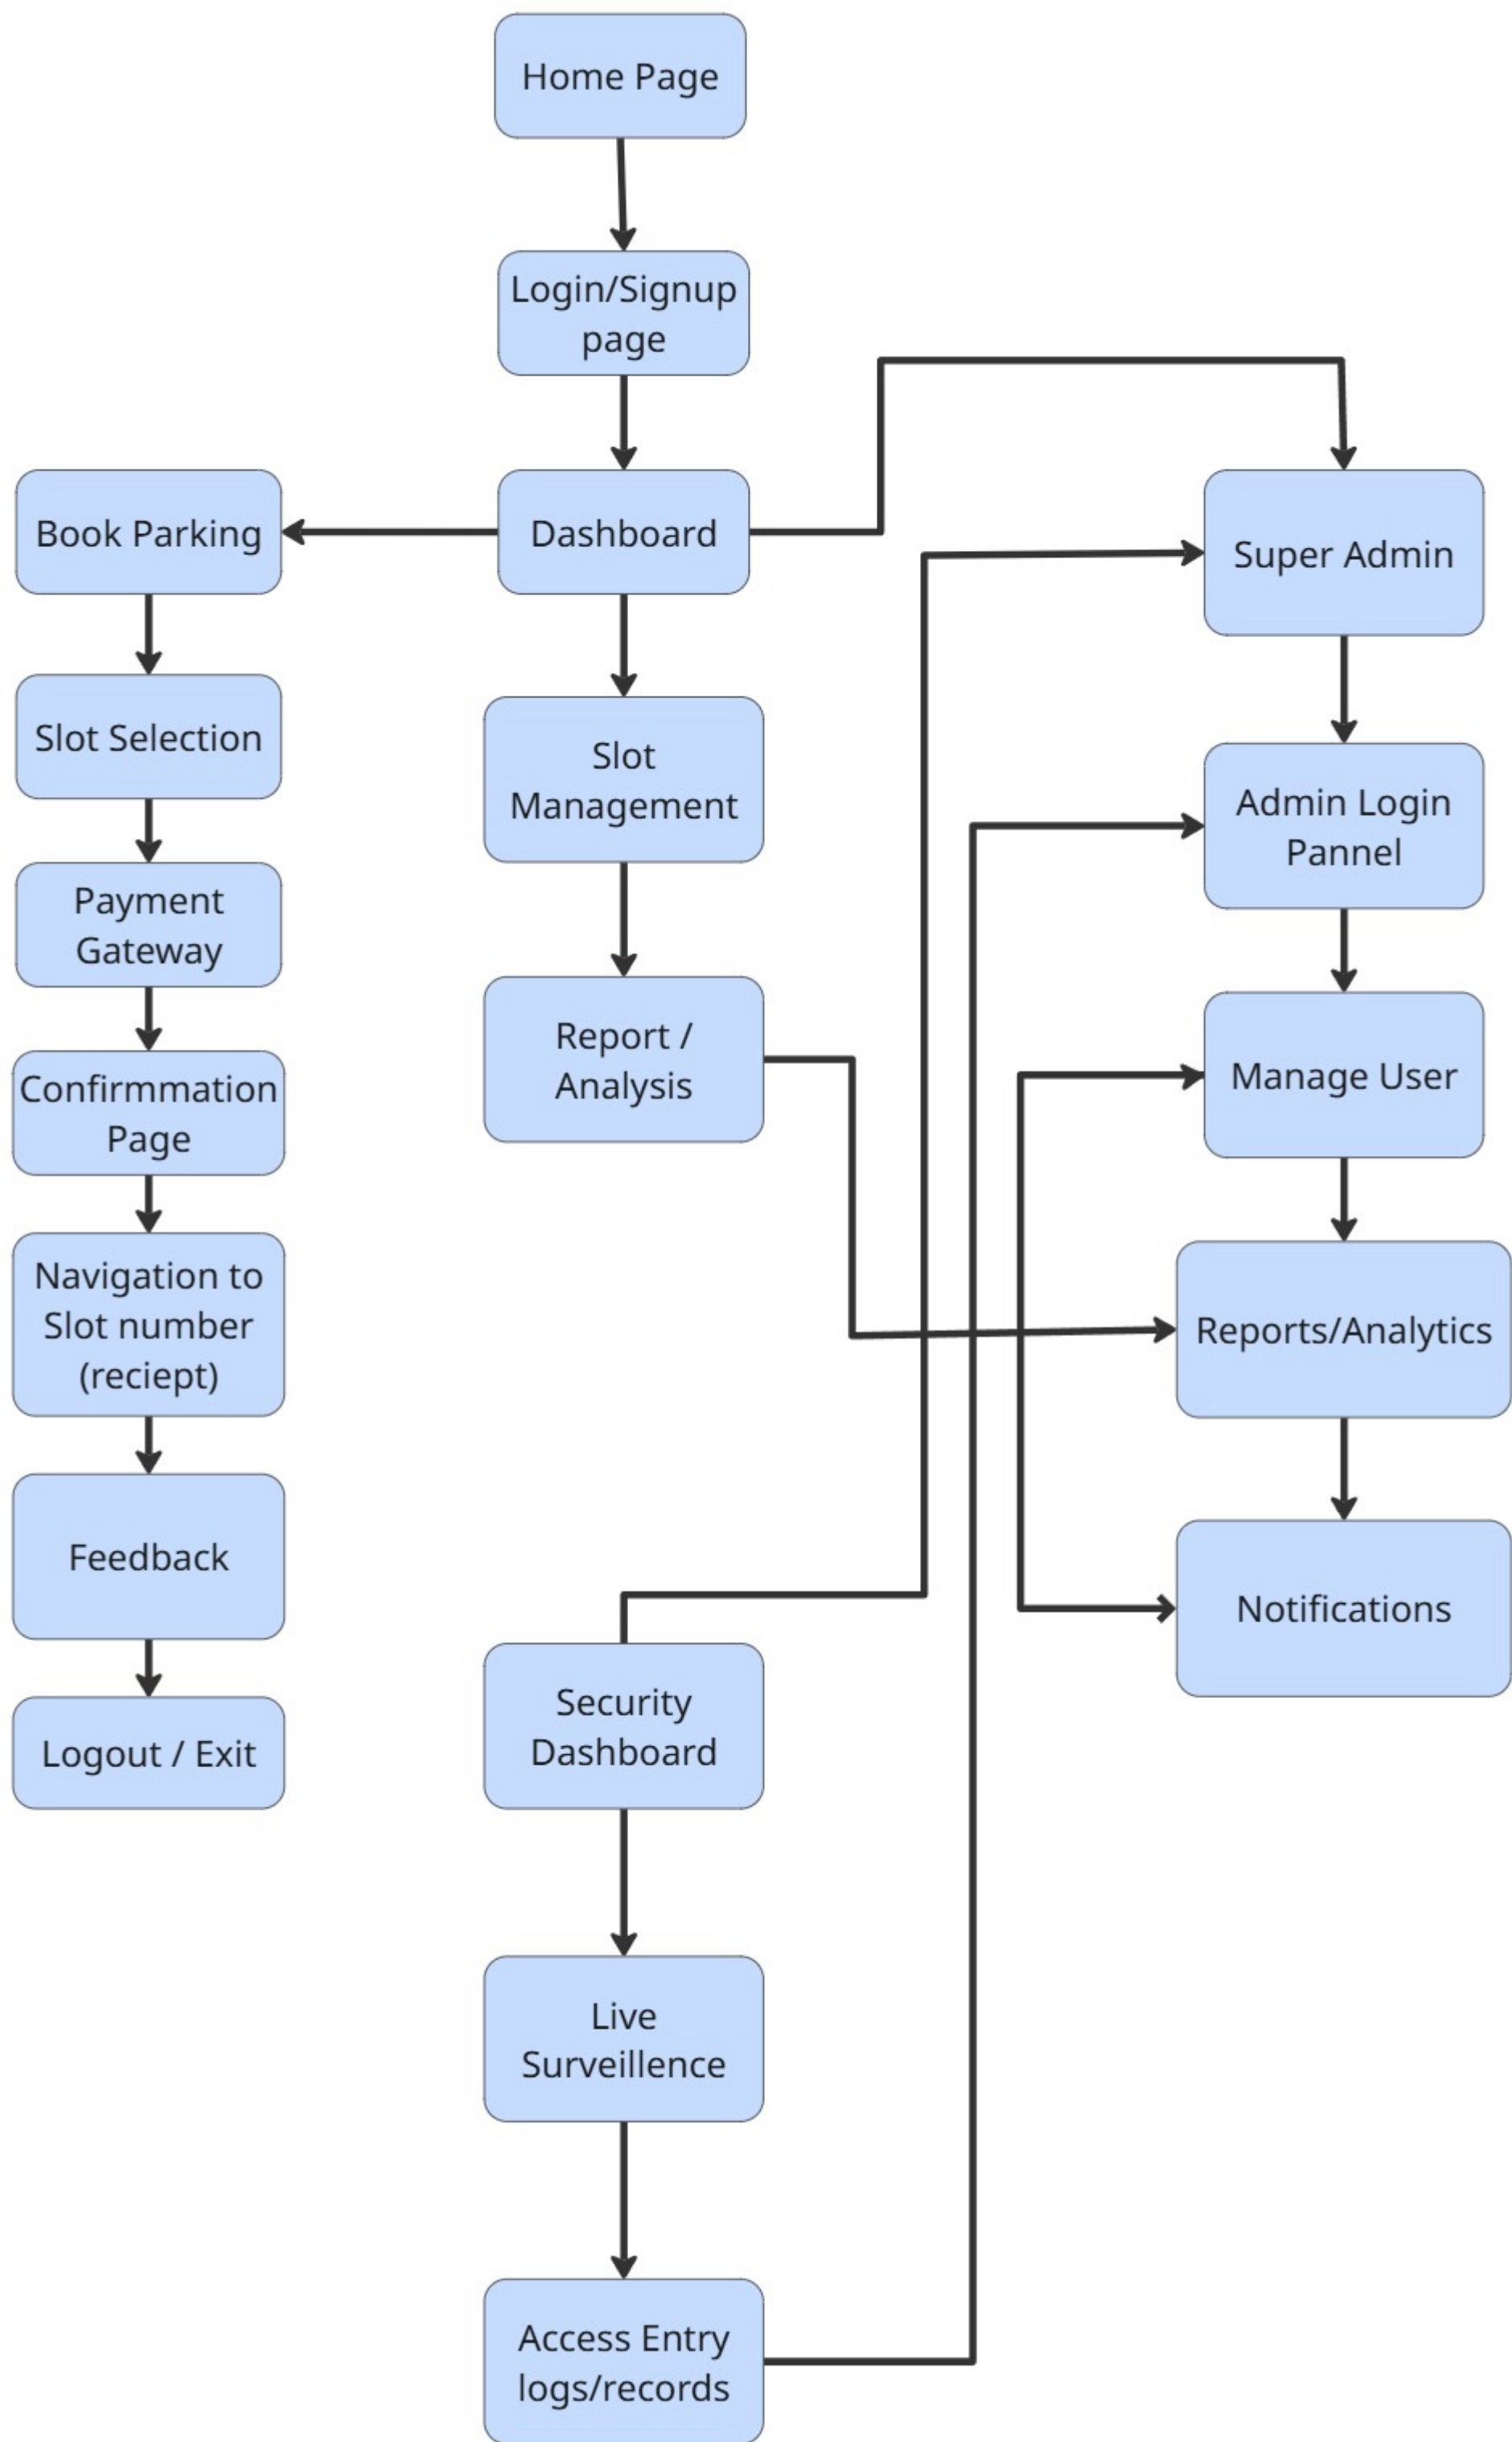 Home Page
Login/Signup
page
Book Parking
Dashboard
Super Admin
Slot Selection
Slot
Management
Admin Login
Pannel
Payment
Gateway
Report /
Analysis
Manage User
Confirmmation
Page
Navigation to
Slot number
(reciept)
Reports/Analytics
Feedback
Notifications
Security
Dashboard
Logout / Exit
Live
Surveillence
Access Entry
logs/records